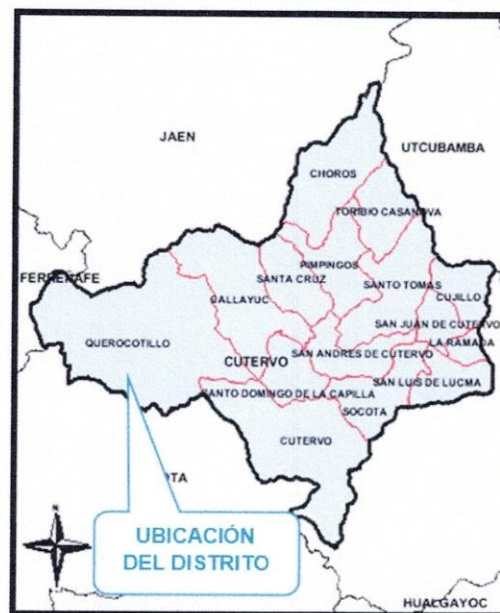 JAEN
UTCUBAMBA
CHOROS
TORIBIO CASANOVA
PIMPINGOS
FERREÑAFE
SANTA CRUZ
SANTO TOMAS
CALLAYUC
CUJILLO
SAN JUAN DE CUTERVO
QUEROCOTILLO
LA RAMADA
CUTERVO
SAN ANDRES DE CUTERVO
SAN LUIS DE LUCMA
SANTO DOMINGO DE LA CAPILLA
SOCOTA
CUTERVO
OTA
N
UBICACIÓN
DEL DISTRITO
HUALGAYOC